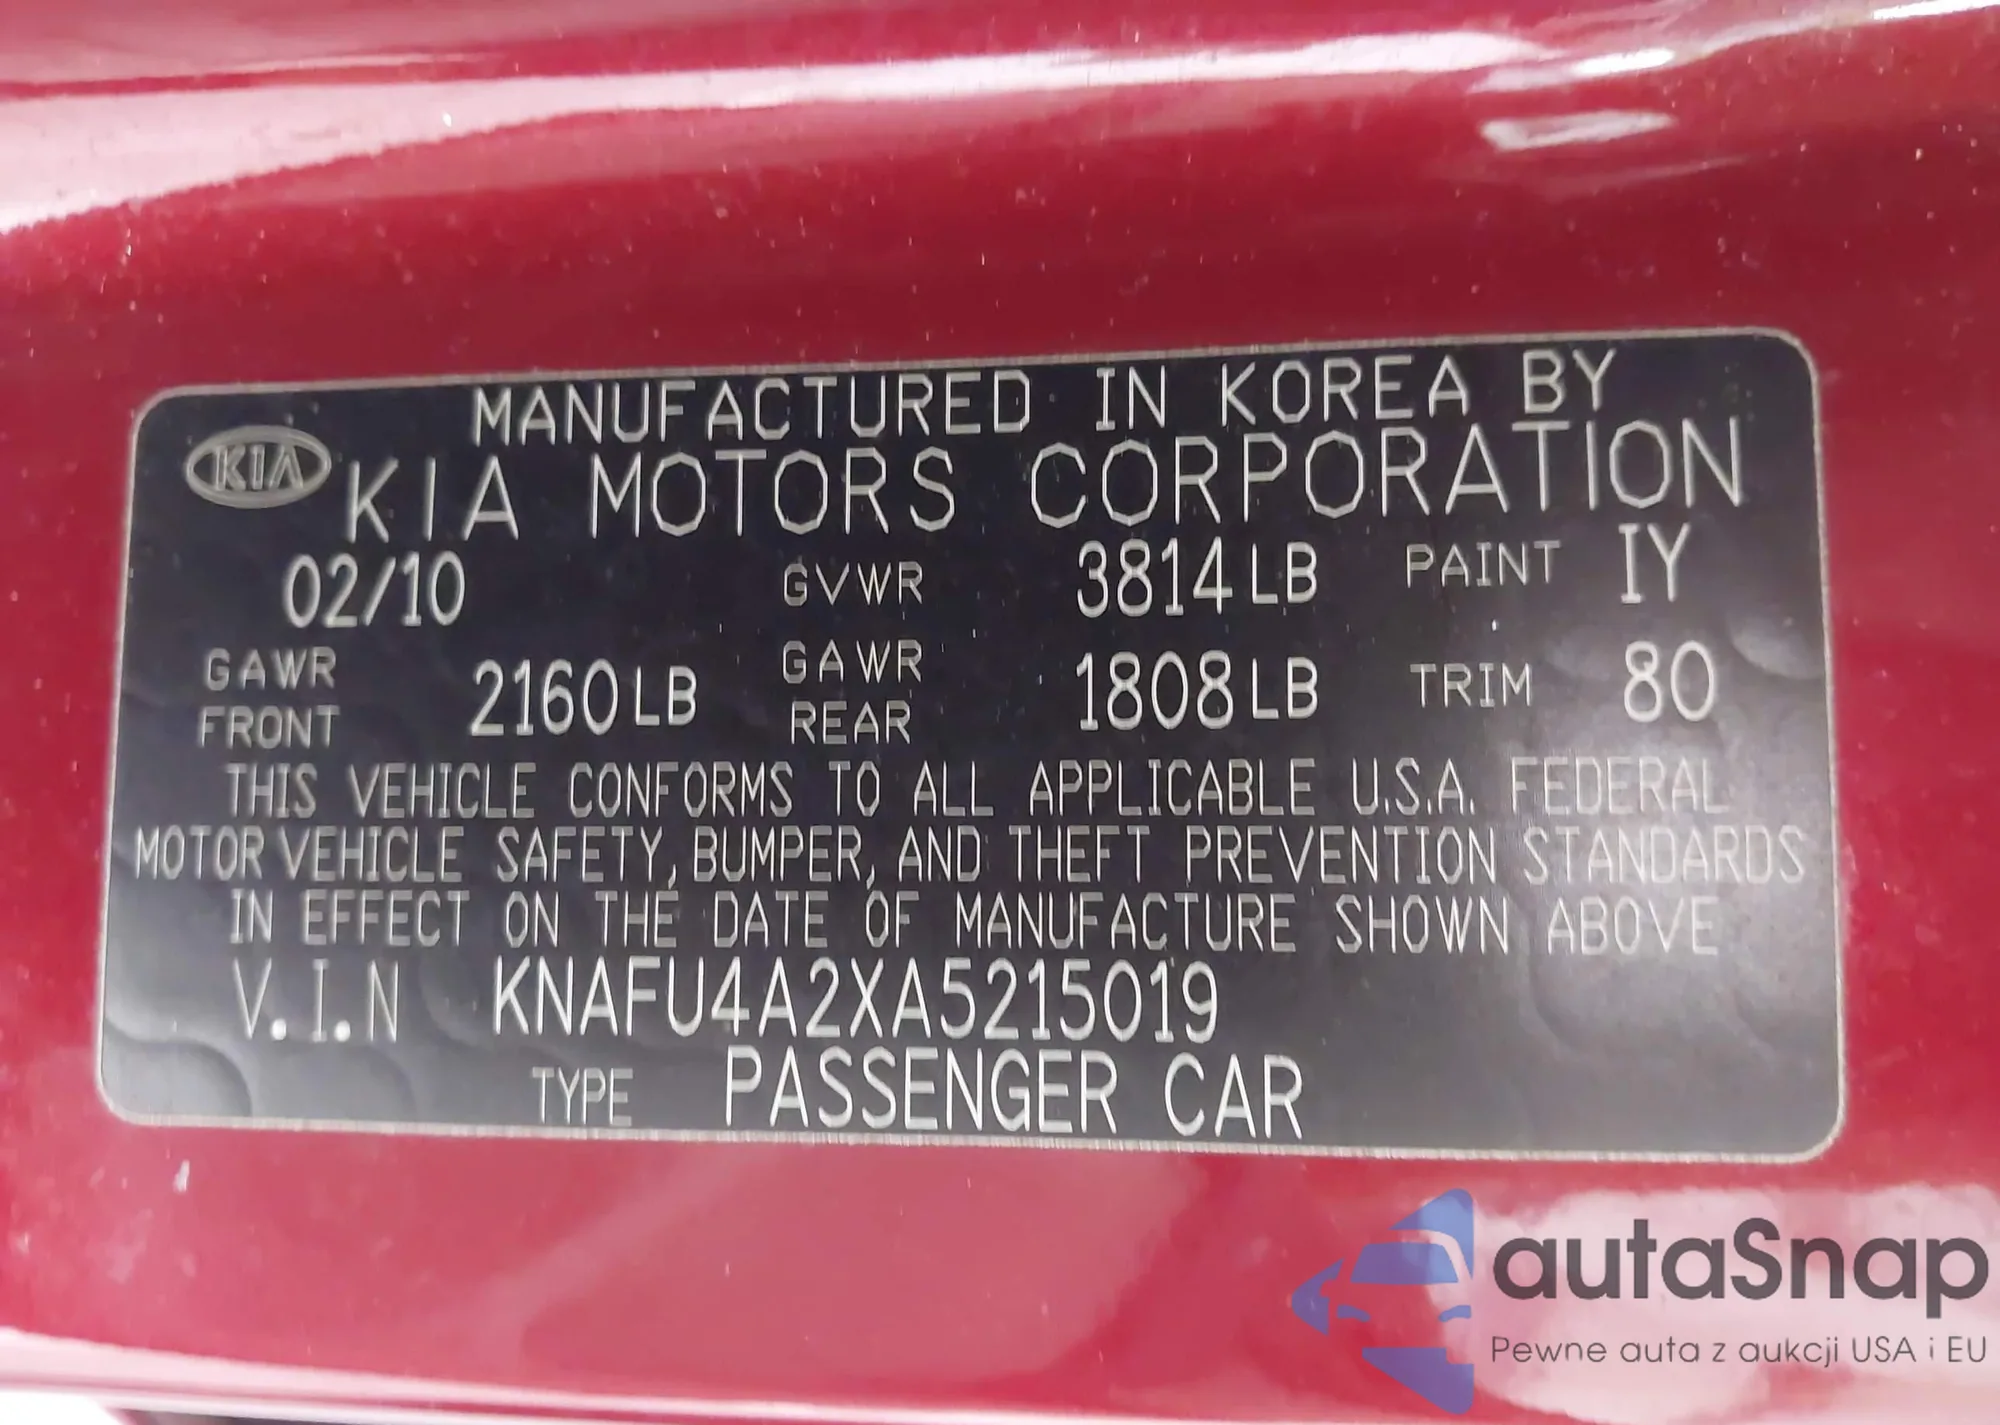 MANUFACTURED IN KOREA BY
KIA KIA MOTORS CORPORATION
02/10 GVWR 3814LB PAINT IY
GAWR FRONT 2160LB GAWR REAR 1808LB TRIM 80
THIS VEHICLE CONFORMS TO ALL APPLICABLE U.S.A. FEDERAL
MOTOR VEHICLE SAFETY, BUMPER, AND THEFT PREVENTION STANDARDS
IN EFFECT ON THE DATE OF MANUFACTURE SHOWN ABOVE
V.I.N KNAFU4A2XA5215019
TYPE PASSENGER CAR
autaSnap
Pewne auta z aukcji USA i EU